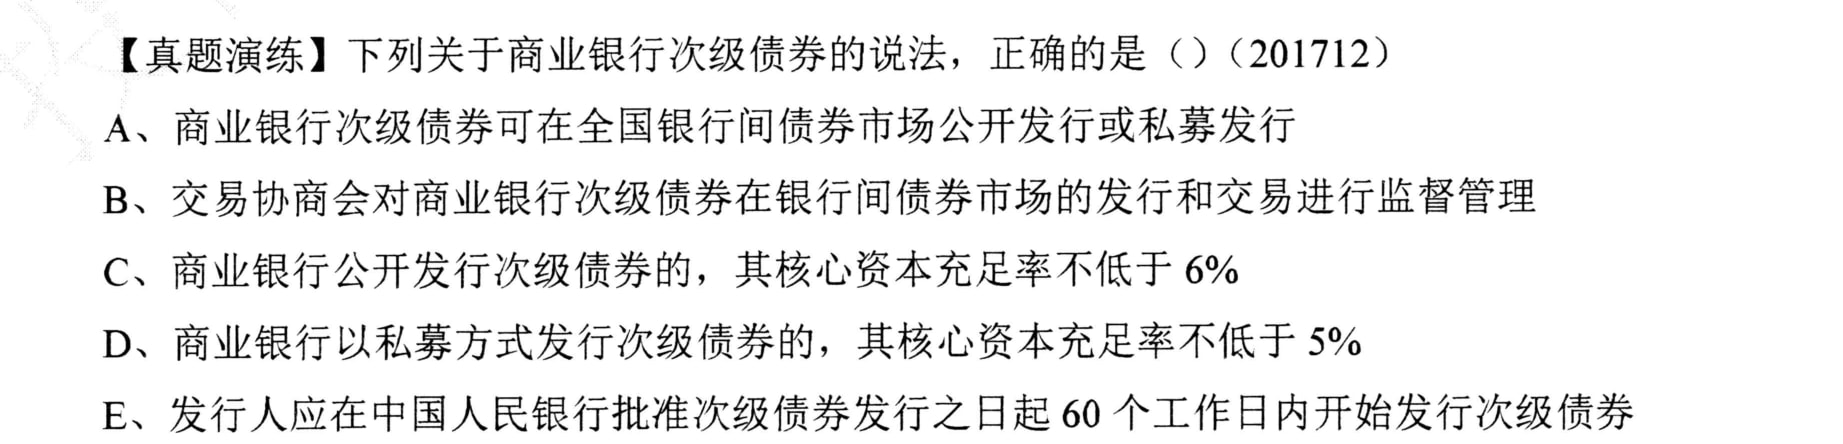 【真题演练】下列关于商业银行次级债券的说法，正确的是（）（201712）
A、商业银行次级债券可在全国银行间债券市场公开发行或私募发行
B、交易协商会对商业银行次级债券在银行间债券市场的发行和交易进行监督管理
C、商业银行公开发行次级债券的，其核心资本充足率不低于 6%
D、商业银行以私募方式发行次级债券的，其核心资本充足率不低于 5%
E、发行人应在中国人民银行批准次级债券发行之日起 60 个工作日内开始发行次级债券